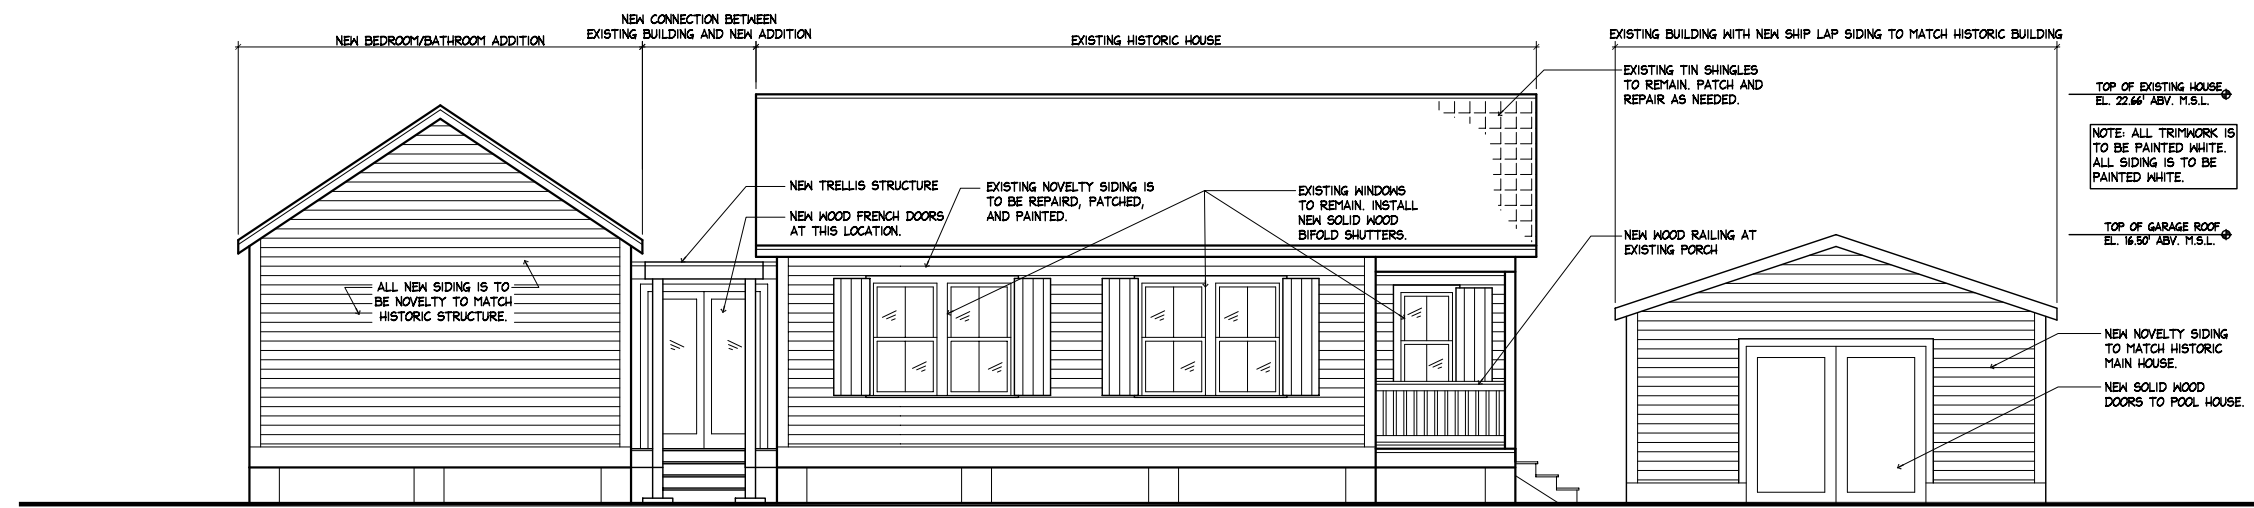 NEW BEDROOM/BATHROOM ADDITION
NEW CONNECTION BETWEEN
EXISTING BUILDING AND NEW ADDITION
EXISTING HISTORIC HOUSE
EXISTING BUILDING WITH NEW SHIP LAP SIDING TO MATCH HISTORIC BUILDING
EXISTING TIN SHINGLES
TO REMAIN. PATCH AND
REPAIR AS NEEDED.
TOP OF EXISTING HOUSE
EL. 22.66' ABV. M.S.L.
NOTE: ALL TRIMWORK IS
TO BE PAINTED WHITE.
ALL SIDING IS TO BE
PAINTED WHITE.
NEW TRELLIS STRUCTURE
NEW WOOD FRENCH DOORS
AT THIS LOCATION.
EXISTING NOVELTY SIDING IS
TO BE REPAIRD, PATCHED,
AND PAINTED.
EXISTING WINDOWS
TO REMAIN. INSTALL
NEW SOLID WOOD
BIFOLD SHUTTERS.
NEW WOOD RAILING AT
EXISTING PORCH
TOP OF GARAGE ROOF
EL. 16.50' ABV. M.S.L.
ALL NEW SIDING IS TO
BE NOVELTY TO MATCH
HISTORIC STRUCTURE.
NEW NOVELTY SIDING
TO MATCH HISTORIC
MAIN HOUSE.
NEW SOLID WOOD
DOORS TO POOL HOUSE.